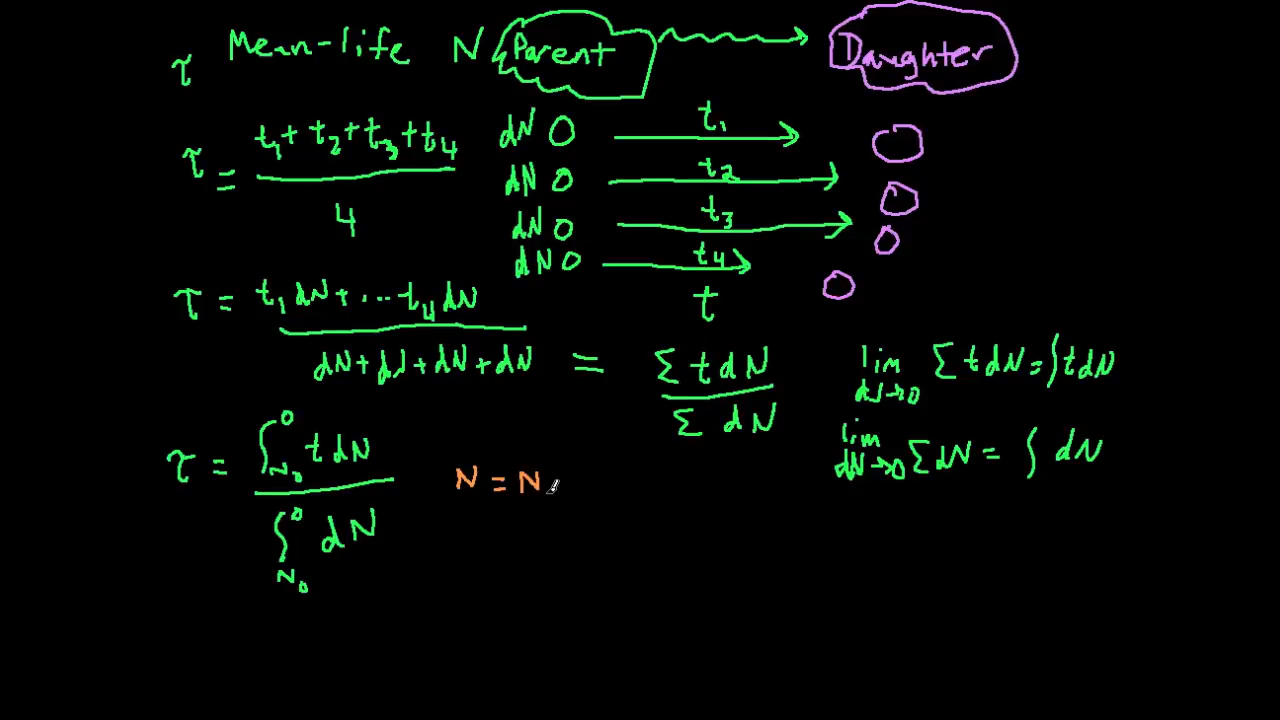 τ Mean-life N Parent Daughter
dN t₁
τ = (t₁ + t₂ + t₃ + t₄) / 4
dN t₂
dN t₃
dN t₄
t
τ = (t₁ dN + ... t₄ dN) / (dN + dN + dN + dN) = Σ t dN / Σ dN
lim dN→0 Σ t dN = ∫ t dN
lim dN→0 Σ dN = ∫ dN
τ = ∫_N₀^0 t dN / ∫_N₀^0 dN
N = N